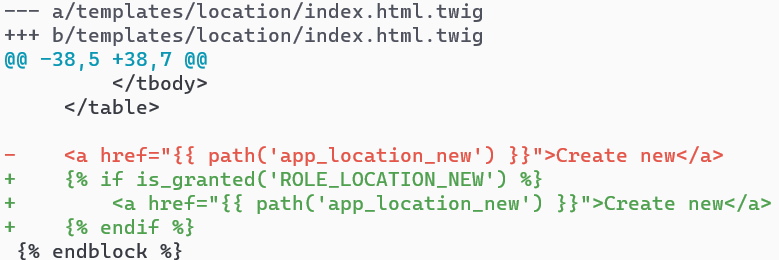 --- a/templates/location/index.html.twig
+++ b/templates/location/index.html.twig
@@ -38,5 +38,7 @@
         </tbody>
     </table>

-    <a href="{{ path('app_location_new') }}">Create new</a>
+    {% if is_granted('ROLE_LOCATION_NEW') %}
+        <a href="{{ path('app_location_new') }}">Create new</a>
+    {% endif %}
 {% endblock %}